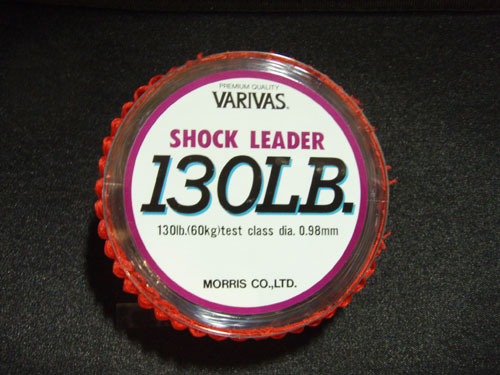 PREMIUM QUALITY
VARIVAS®
SHOCK LEADER
130LB.
130lb.(60kg)test class dia. 0.98mm
MORRIS CO.,LTD.